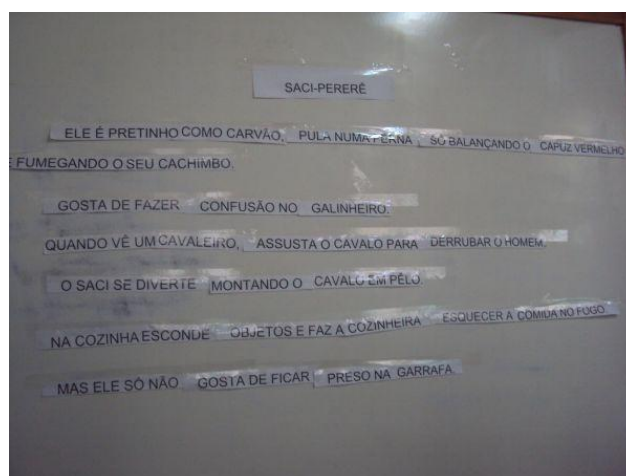 SACI-PERERÊ
ELE É PRETINHO COMO CARVÃO, PULA NUMA PERNA SÓ BALANÇANDO O CAPUZ VERMELHO
E FUMEGANDO O SEU CACHIMBO.
GOSTA DE FAZER CONFUSÃO NO GALINHEIRO.
QUANDO VÊ UM CAVALEIRO, ASSUSTA O CAVALO PARA DERRUBAR O HOMEM.
O SACI SE DIVERTE MONTANDO O CAVALO EM PÊLO.
NA COZINHA ESCONDE OBJETOS E FAZ A COZINHEIRA ESQUECER A COMIDA NO FOGO.
MAS ELE SÓ NÃO GOSTA DE FICAR PRESO NA GARRAFA.